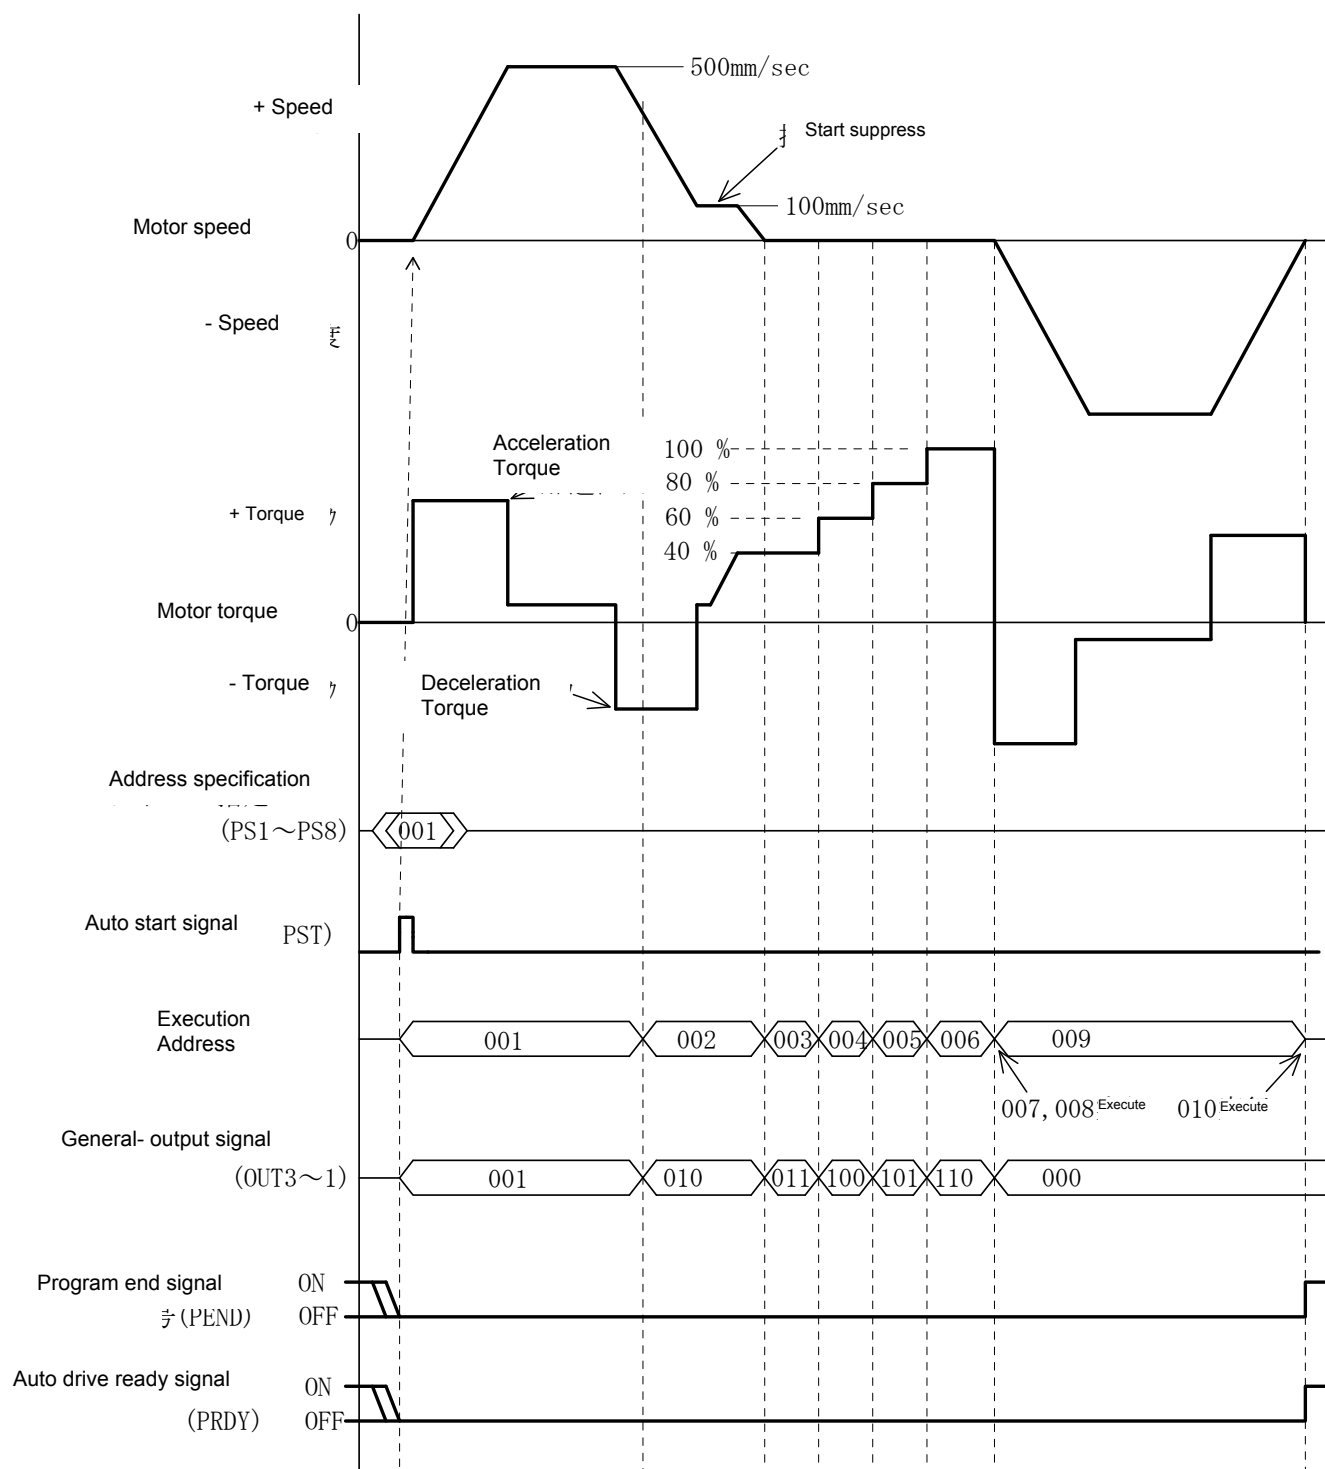 500mm/sec
+ Speed
Start suppress
100mm/sec
Motor speed
0
- Speed
Acceleration
Torque
100 %
80 %
60 %
40 %
+ Torque
Motor torque
0
- Torque
Deceleration
Torque
Address specification
(PS1～PS8)
001
Auto start signal
PST)
Execution
Address
001 002 003 004 005 006 009
007,008 Execute 010 Execute
General- output signal
(OUT3～1)
001 010 011 100 101 110 000
Program end signal ON
(PEND) OFF
Auto drive ready signal ON
(PRDY) OFF